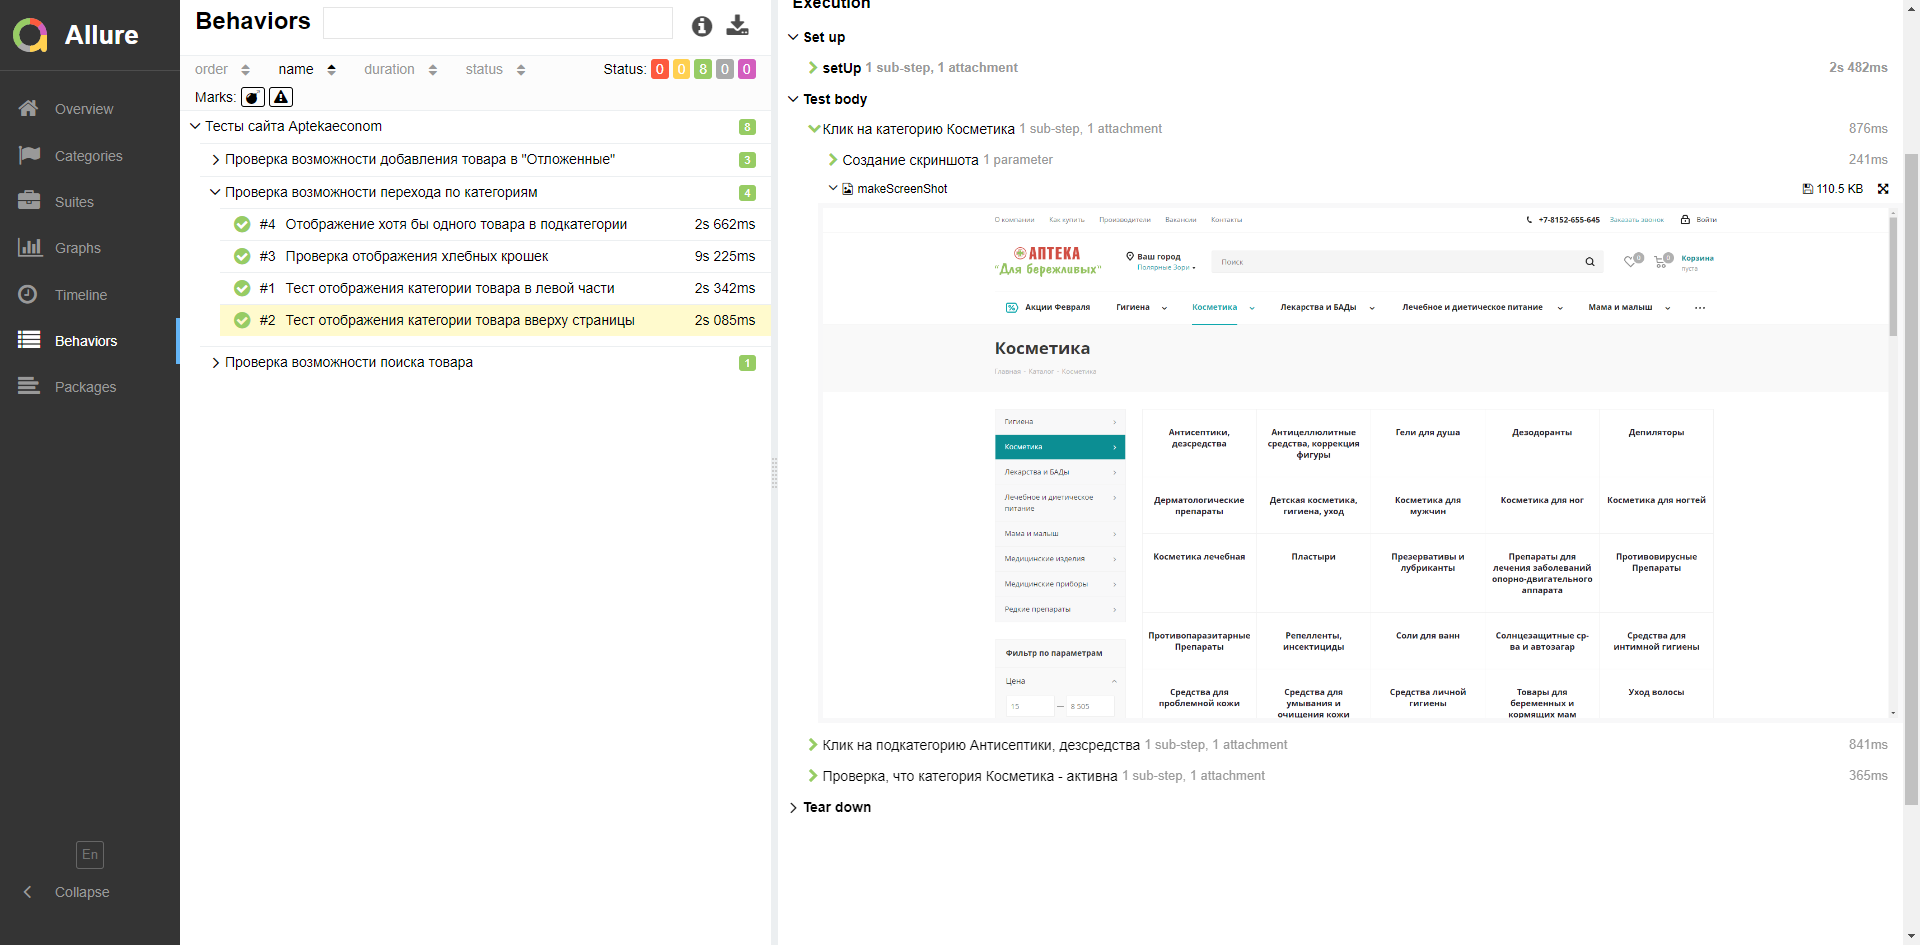 Allure
Overview
Categories
Suites
Graphs
Timeline
Behaviors
Packages
En
Collapse
Behaviors
order name duration status Status: 0 0 8 0 0
Marks:
Тесты сайта Aptekaeconom 8
Проверка возможности добавления товара в "Отложенные" 3
Проверка возможности перехода по категориям 4
#4 Отображение хотя бы одного товара в подкатегории 2s 662ms
#3 Проверка отображения хлебных крошек 9s 225ms
#1 Тест отображения категории товара в левой части 2s 342ms
#2 Тест отображения категории товара вверху страницы 2s 085ms
Проверка возможности поиска товара 1
Execution
Set up
setUp 1 sub-step, 1 attachment 2s 482ms
Test body
Клик на категорию Косметика 1 sub-step, 1 attachment 876ms
Создание скриншота 1 parameter 241ms
makeScreenShot 110.5 KB
О компании Как купить Производители Вакансии Контакты +7-8152-655-645 Заказать звонок Войти
АПТЕКА
"Для бережливых"
Ваш город
Полярные Зори
Поиск
0 0 Корзина
пуста
% Акции Февраля Гигиена Косметика Лекарства и БАДы Лечебное и диетическое питание Мама и малыш ...
Косметика
Главная - Каталог - Косметика
Гигиена
Косметика
Лекарства и БАДы
Лечебное и диетическое
питание
Мама и малыш
Медицинские изделия
Медицинские приборы
Редкие препараты
Фильтр по параметрам
Цена
15 — 8 505
Антисептики,
дезсредства
Антицеллюлитные
средства, коррекция
фигуры
Гели для душа
Дезодоранты
Депиляторы
Дерматологические
препараты
Детская косметика,
гигиена, уход
Косметика для
мужчин
Косметика для ног
Косметика для ногтей
Косметика лечебная
Пластыри
Презервативы и
лубриканты
Препараты для
лечения заболеваний
опорно-двигательного
аппарата
Противовирусные
Препараты
Противопаразитарные
Препараты
Репелленты,
инсектициды
Соли для ванн
Солнцезащитные ср-
ва и автозагар
Средства для
интимной гигиены
Средства для
проблемной кожи
Средства для
умывания и
очищения кожи
Средства личной
гигиены
Товары для
беременных и
кормящих мам
Уход волосы
Клик на подкатегорию Антисептики, дезсредства 1 sub-step, 1 attachment 841ms
Проверка, что категория Косметика - активна 1 sub-step, 1 attachment 365ms
Tear down